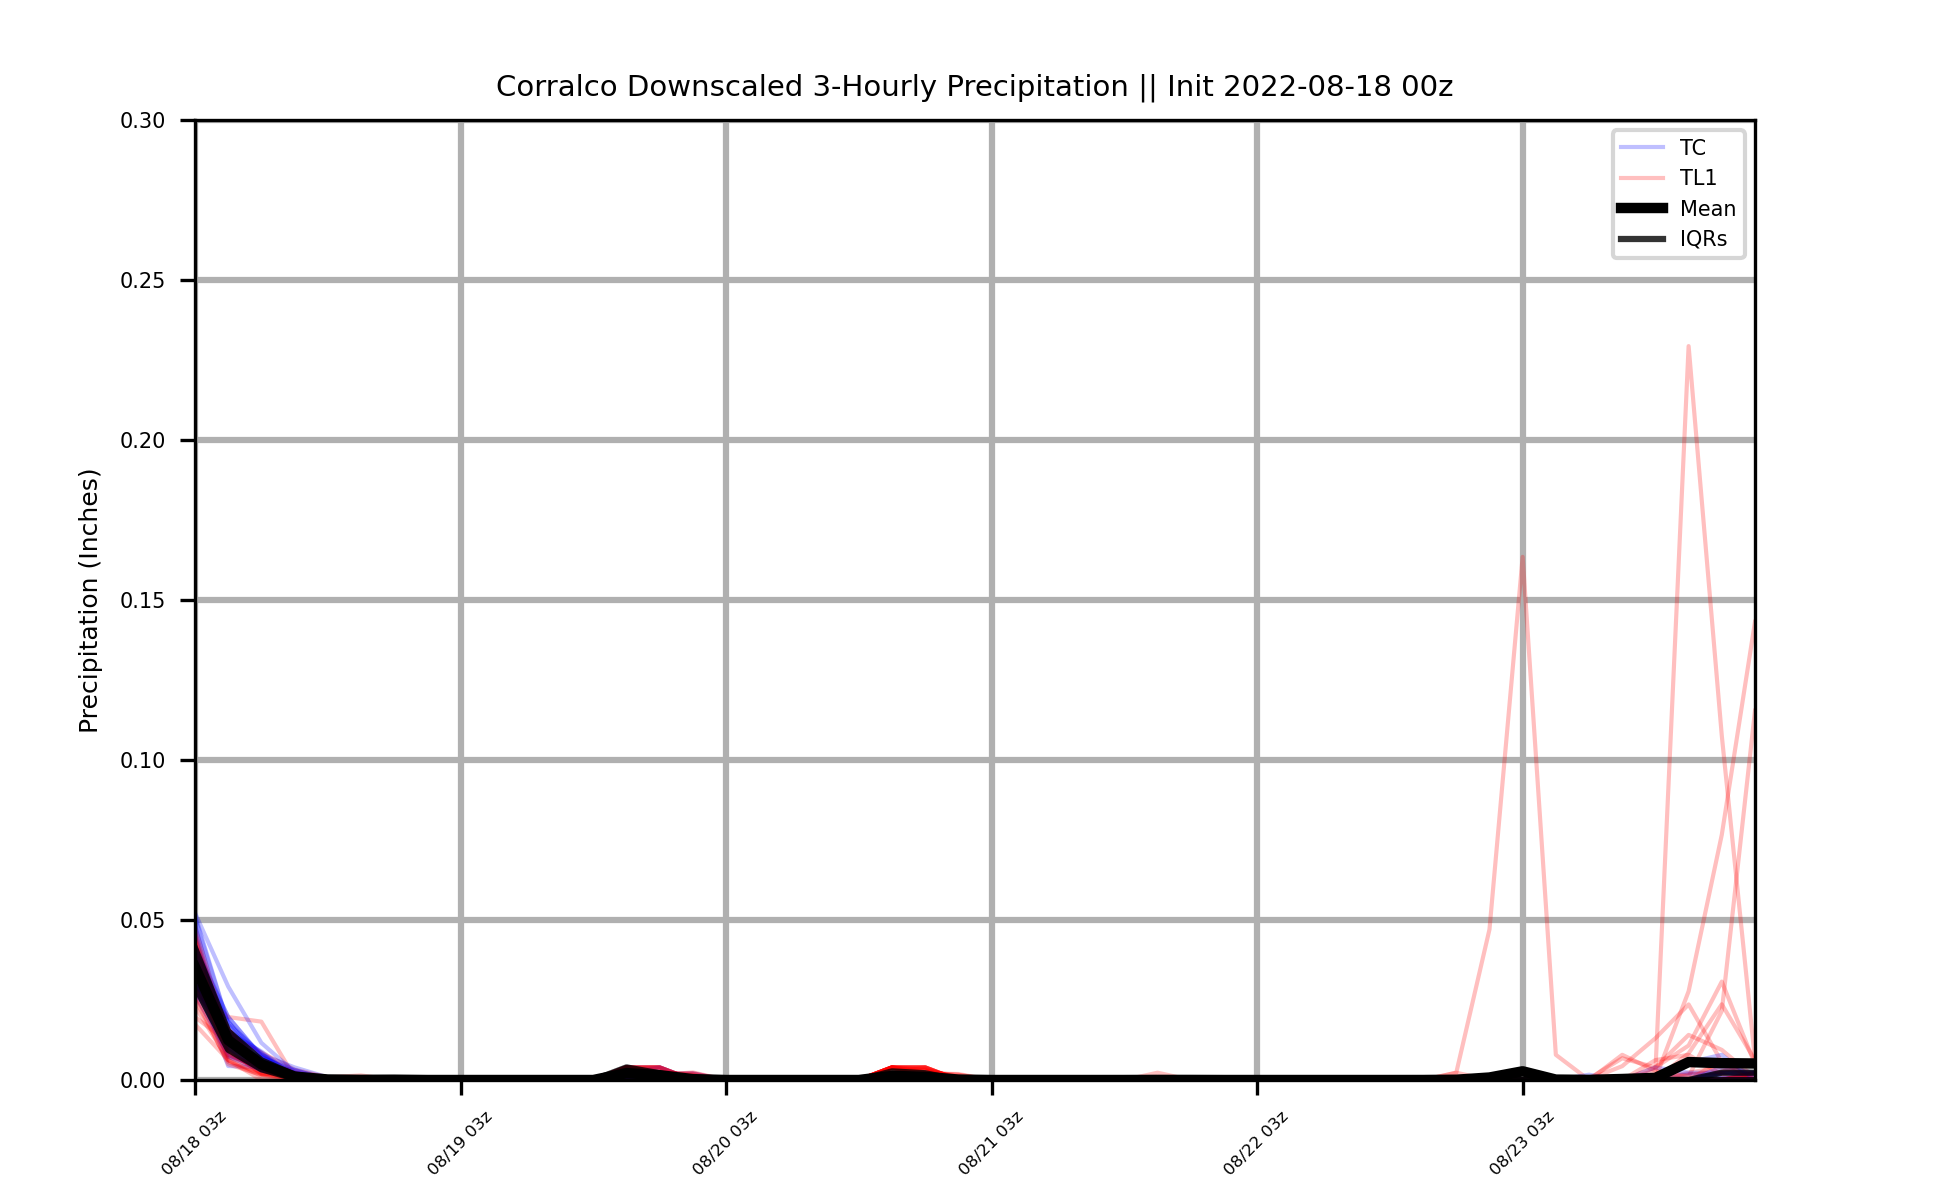 Corralco Downscaled 3-Hourly Precipitation || Init 2022-08-18 00z
0.30
0.25
0.20
0.15
0.10
0.05
0.00
Precipitation (Inches)
TC
TL1
Mean
IQRs
08/18 03z
08/19 03z
08/20 03z
08/21 03z
08/22 03z
08/23 03z